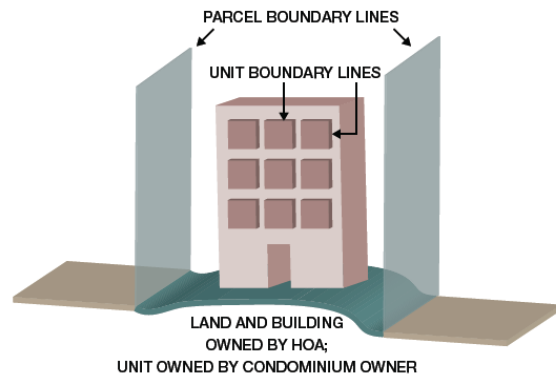 PARCEL BOUNDARY LINES
UNIT BOUNDARY LINES
LAND AND BUILDING
OWNED BY HOA;
UNIT OWNED BY CONDOMINIUM OWNER